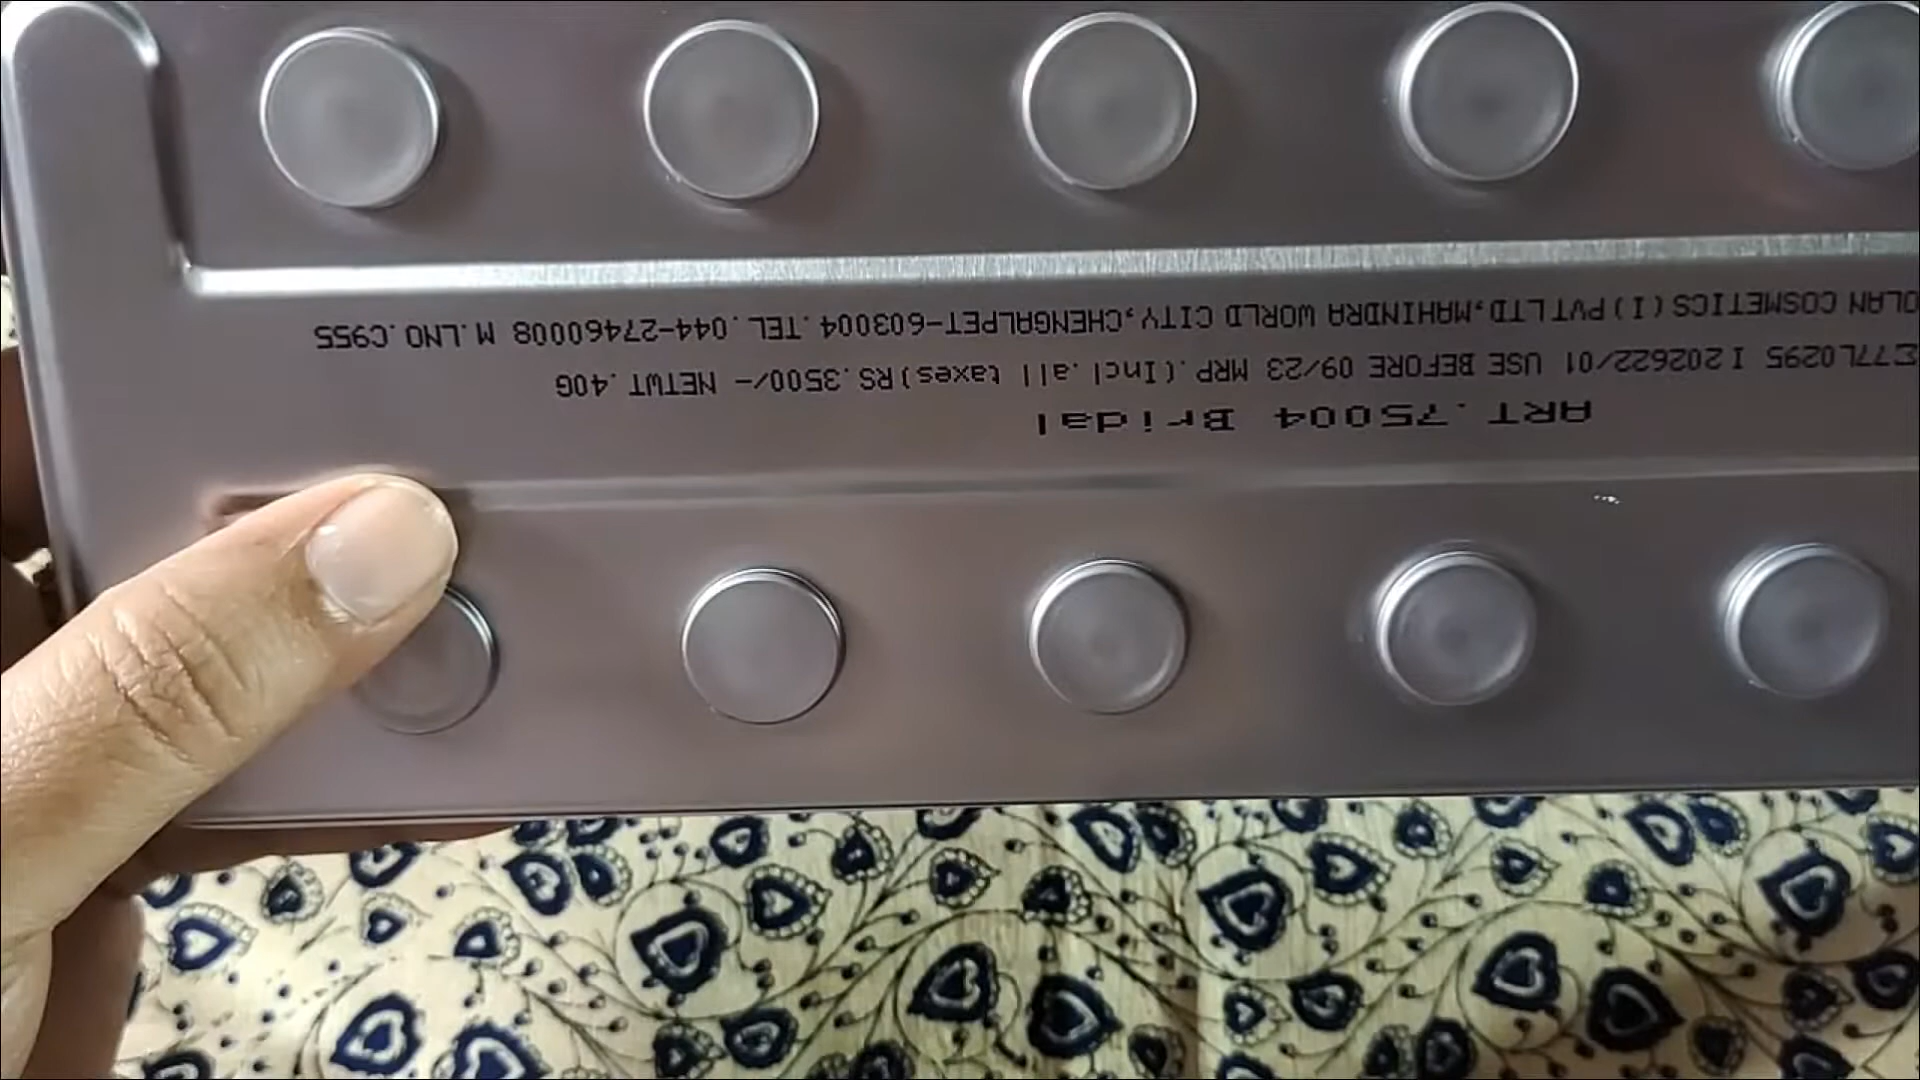 ART.75004 Bridal
E77L0295 I 202622/01 USE BEFORE 09/23 MRP.(Incl.all taxes)RS.3500/- NETWT.40G
OLAN COSMETICS(I)PVT LTD,MAHINDRA WORLD CITY,CHENGALPET-603004.TEL.044-27460008 M.LNO.C955